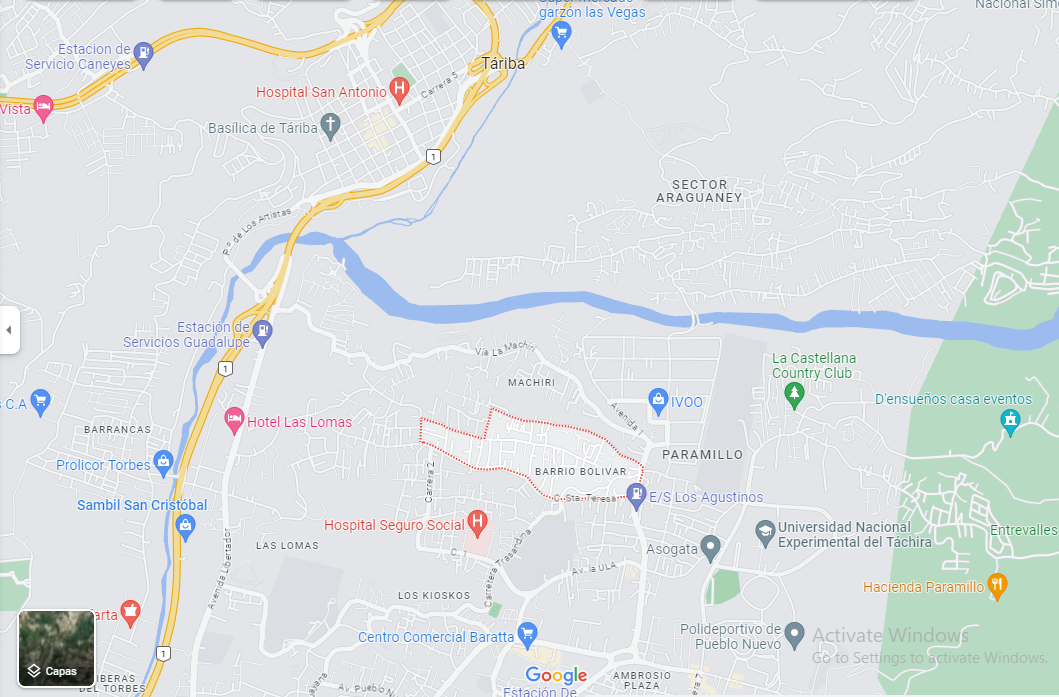 garzon las Vegas
Estacion de
Servicio Caneyes
Táriba
Carrera 5
Hospital San Antonio
Vista
Basílica de Táriba
1
SECTOR
ARAGUANEY
P.º de Los Artistas
Estación de
Servicios Guadalupe
Vía La Machirí
1
La Castellana
Country Club
MACHIRI
s C.A
IVOO
D'ensueños casa eventos
Avenida 1
Hotel Las Lomas
BARRANCAS
PARAMILLO
Prolicor Torbes
BARRIO BOLIVAR
Carrera 2
C. Sta. Teresa
E/S Los Agustinos
Sambil San Cristóbal
Hospital Seguro Social
Universidad Nacional
Experimental del Táchira
Entrevalles
LAS LOMAS
Asogata
C. 1
Carretera Trasandina
Av. la ULA
Avenida Libertador
Hacienda Paramillo
LOS KIOSKOS
arta
Centro Comercial Baratta
Polideportivo de
Pueblo Nuevo
Activate Windows
Go to Settings to activate Windows.
1
Capas
Google
AMBROSIO
PLAZA
IBERAS
DEL TORBES
Av. Pueblo N
Estación De